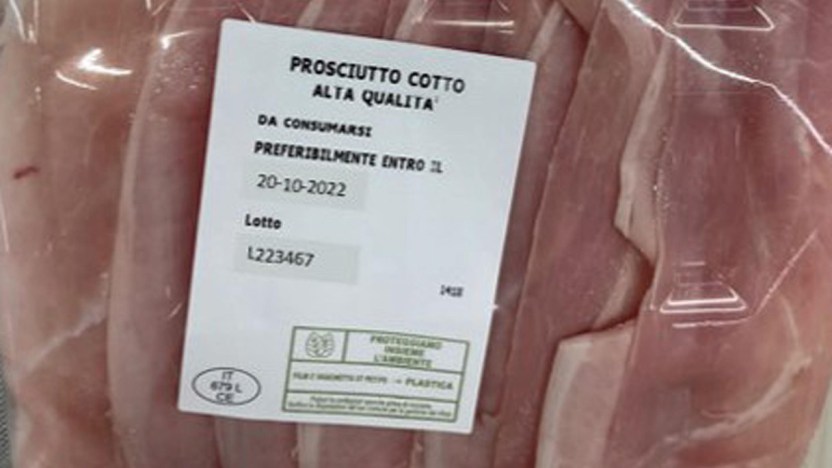 PROSCIUTTO COTTO
ALTA QUALITA'
DA CONSUMARSI
PREFERIBILMENTE ENTRO IL
20-10-2022
Lotto
L223467
1418
PROTEGGIAMO
INSIEME
L'AMBIENTE
PLASTICA
IT
679 L
CE